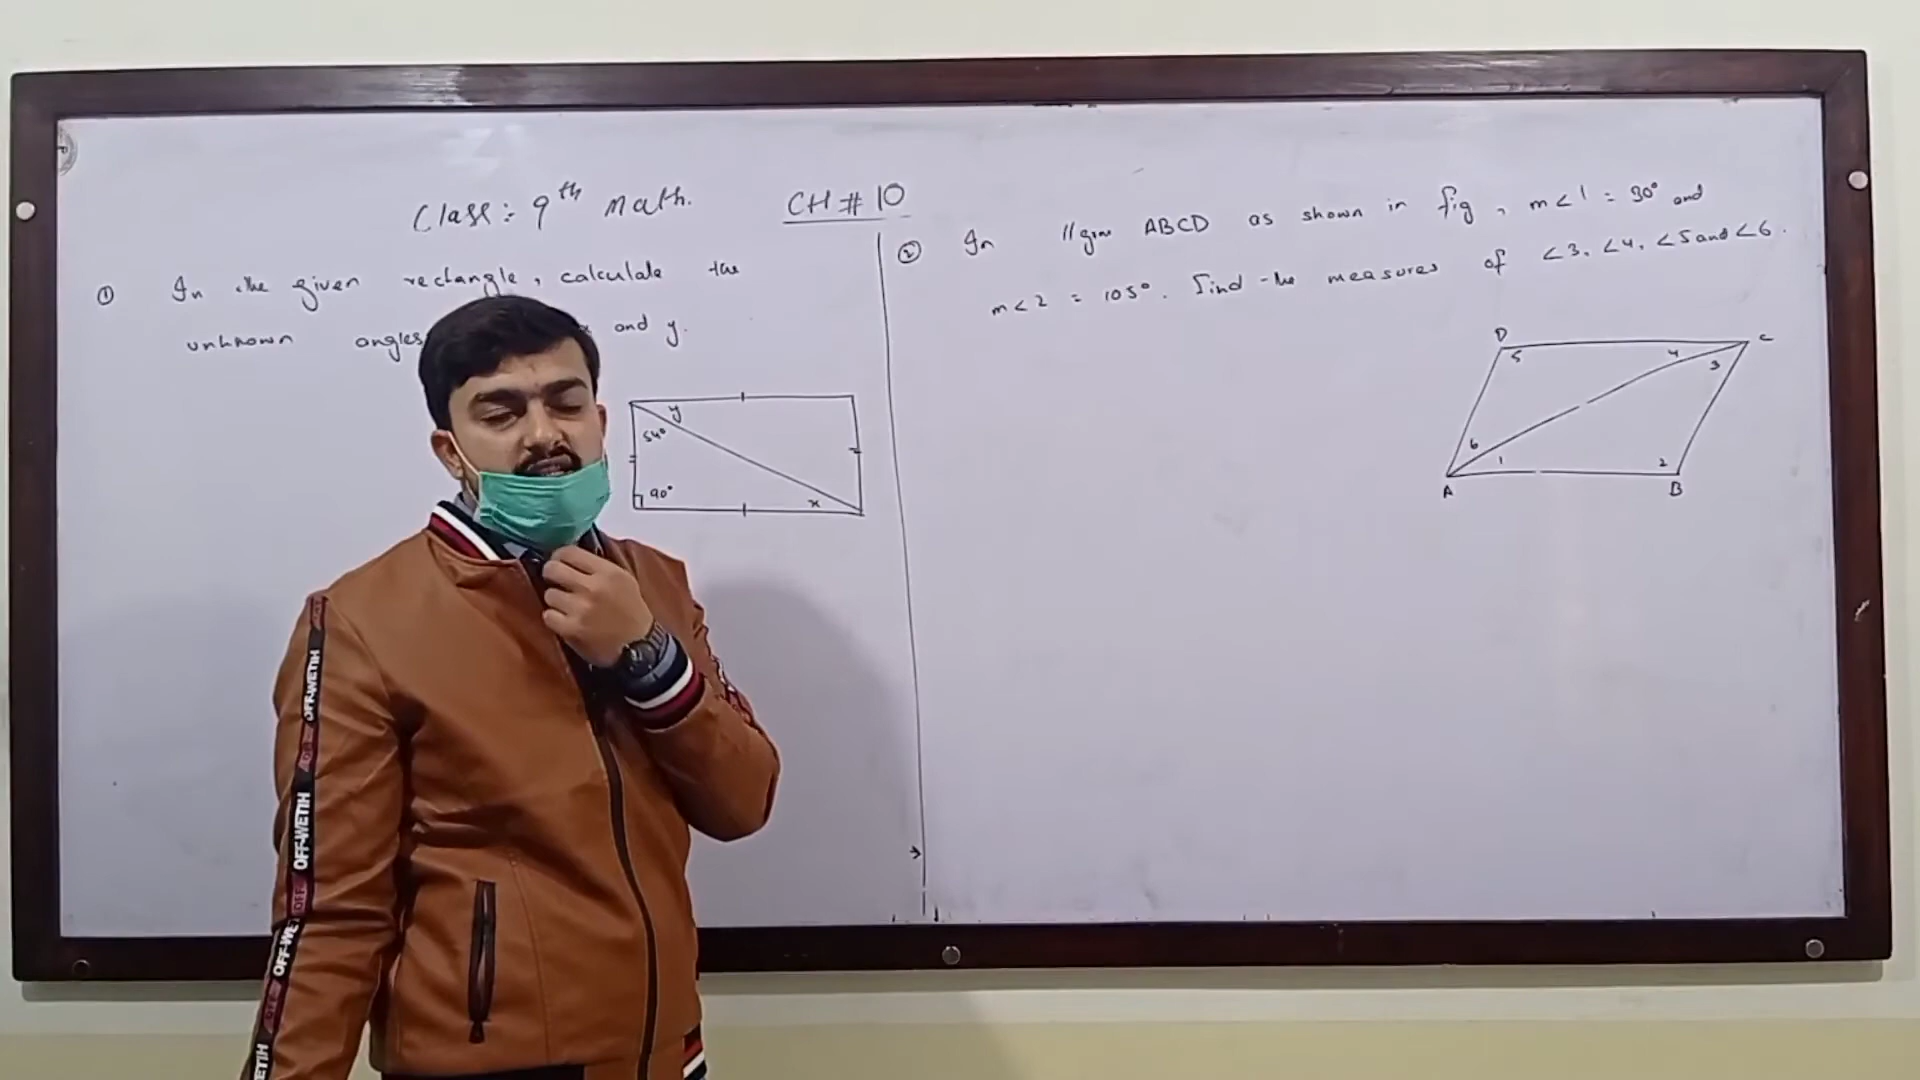 Class: 9th Math.
CH # 10
① In the given rectangle, calculate the
unknown angles and y.
y
54°
90°
x
② In //gm ABCD as shown in fig, m<1 = 30° and
m<2 = 105°. Find the measures of <3, <4, <5 and <6.
D
C
5
4
3
6
1
2
A
B
OFF-WETIH
OFF-WETIH